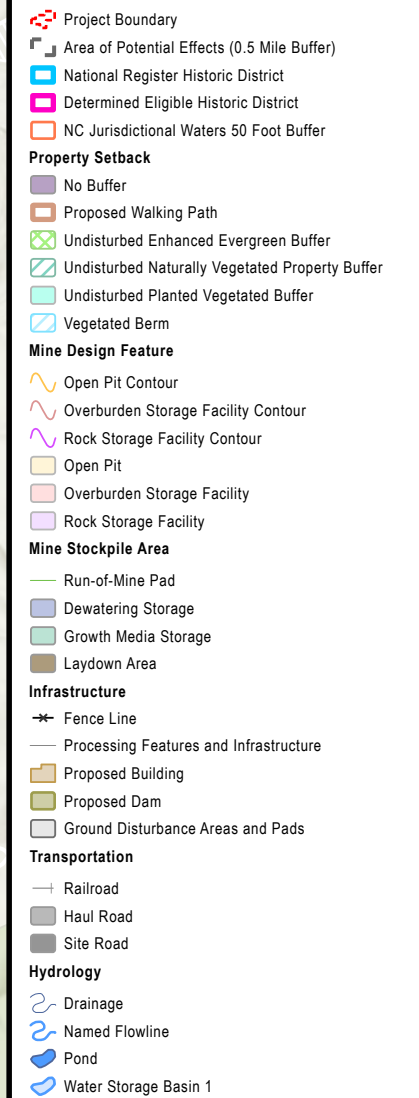 Project Boundary
Area of Potential Effects (0.5 Mile Buffer)
National Register Historic District
Determined Eligible Historic District
NC Jurisdictional Waters 50 Foot Buffer
Property Setback
No Buffer
Proposed Walking Path
Undisturbed Enhanced Evergreen Buffer
Undisturbed Naturally Vegetated Property Buffer
Undisturbed Planted Vegetated Buffer
Vegetated Berm
Mine Design Feature
Open Pit Contour
Overburden Storage Facility Contour
Rock Storage Facility Contour
Open Pit
Overburden Storage Facility
Rock Storage Facility
Mine Stockpile Area
Run-of-Mine Pad
Dewatering Storage
Growth Media Storage
Laydown Area
Infrastructure
Fence Line
Processing Features and Infrastructure
Proposed Building
Proposed Dam
Ground Disturbance Areas and Pads
Transportation
Railroad
Haul Road
Site Road
Hydrology
Drainage
Named Flowline
Pond
Water Storage Basin 1